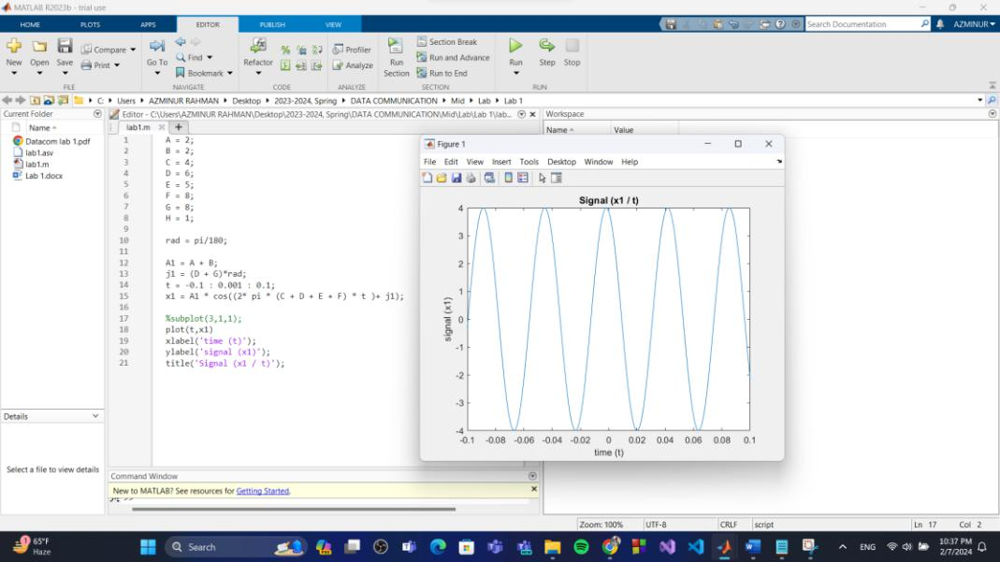 MATLAB R2023b - trial use
HOME PLOTS APPS EDITOR PUBLISH VIEW Search Documentation AZMINUR
New Open Save Compare Print Go To Find Bookmark Refactor Profiler Analyze Run Section Section Break Run and Advance Run to End Run Step Stop
FILE NAVIGATE CODE ANALYZE SECTION RUN
C: Users AZMINUR RAHMAN Desktop 2023-2024, Spring DATA COMMUNICATION Mid Lab Lab 1
Current Folder
Name
Datacom lab 1.pdf
lab1.asv
lab1.m
Lab 1.docx
Details
Select a file to view details
Editor - C:\Users\AZMINUR RAHMAN\Desktop\2023-2024, Spring\DATA COMMUNICATION\Mid\Lab\Lab 1\lab...
lab1.m
1 A = 2;
2 B = 2;
3 C = 4;
4 D = 6;
5 E = 5;
6 F = 8;
7 G = 8;
8 H = 1;
9
10 rad = pi/180;
11
12 A1 = A + B;
13 j1 = (D + G)*rad;
14 t = -0.1 : 0.001 : 0.1;
15 x1 = A1 * cos((2* pi * (C + D + E + F) * t )+ j1);
16
17 %subplot(3,1,1);
18 plot(t,x1)
19 xlabel('time (t)');
20 ylabel('signal (x1)');
21 title('Signal (x1 / t)');
Command Window
New to MATLAB? See resources for Getting Started.
Workspace
Name Value
Figure 1
File Edit View Insert Tools Desktop Window Help
Signal (x1 / t)
4
3
2
1
0
-1
-2
-3
-4
signal (x1)
-0.1 -0.08 -0.06 -0.04 -0.02 0 0.02 0.04 0.06 0.08 0.1
time (t)
Zoom: 100% UTF-8 CRLF script Ln 17 Col 2
1
65°F
Haze
Search
ENG
10:37 PM
2/7/2024